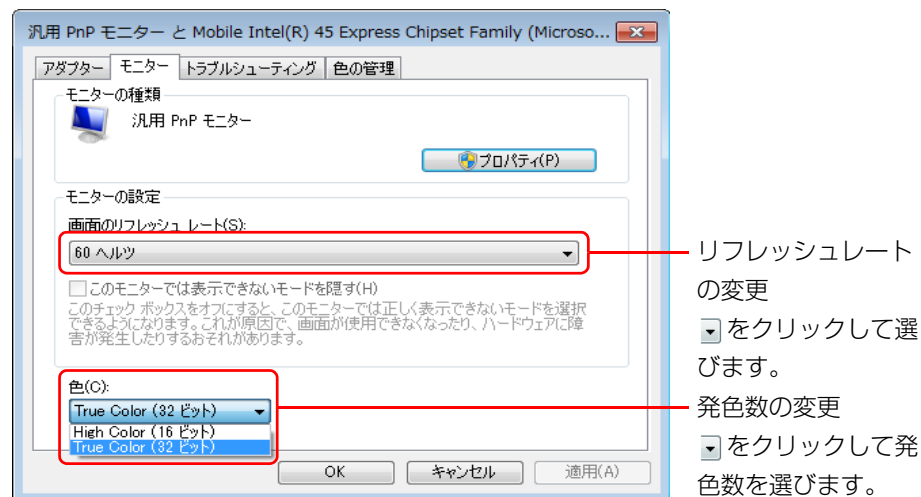 汎用 PnP モニター と Mobile Intel(R) 45 Express Chipset Family (Microso...
アダプター モニター トラブルシューティング 色の管理
モニターの種類
汎用 PnP モニター
プロパティ(P)
モニターの設定
画面のリフレッシュ レート(S):
60 ヘルツ
このモニターでは表示できないモードを隠す(H)
このチェック ボックスをオフにすると、このモニターでは正しく表示できないモードを選択
できるようになります。これが原因で、画面が使用できなくなったり、ハードウェアに障
害が発生したりするおそれがあります。
色(C):
True Color (32 ビット)
High Color (16 ビット)
True Color (32 ビット)
OK キャンセル 適用(A)
リフレッシュレート
の変更
をクリックして選
びます。
発色数の変更
をクリックして発
色数を選びます。